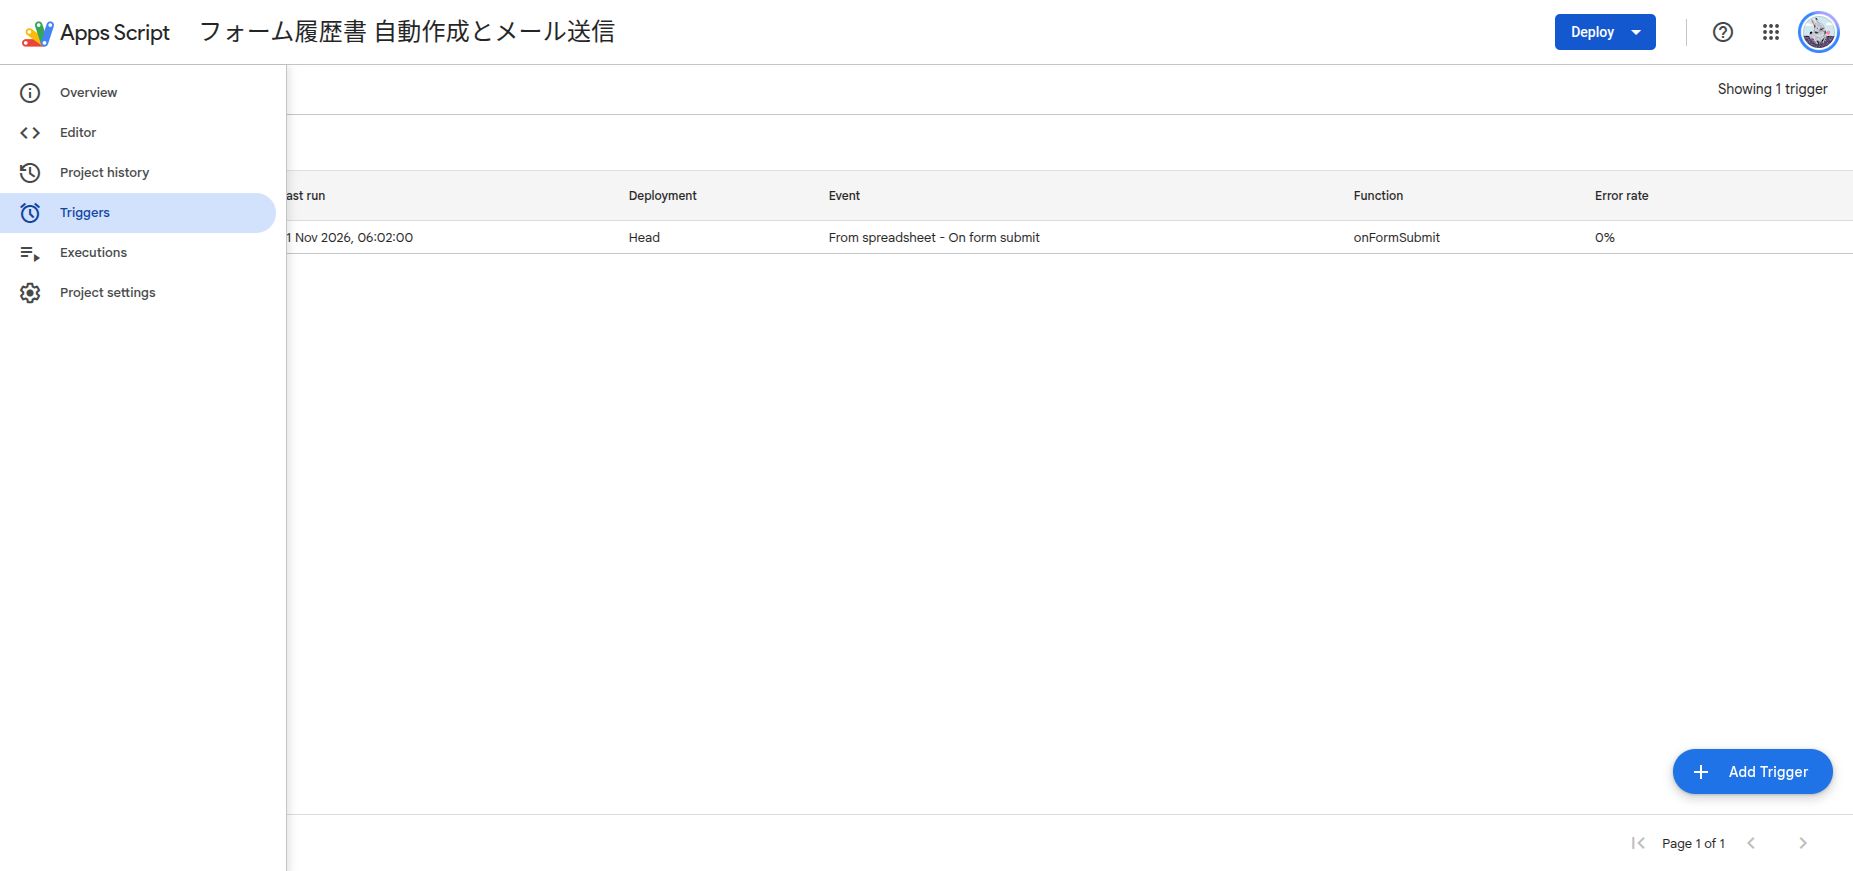 Apps Script
フォーム履歴書 自動作成とメール送信
Deploy
Overview
Editor
Project history
Triggers
Executions
Project settings
Showing 1 trigger
ast run Deployment Event Function Error rate
1 Nov 2026, 06:02:00 Head From spreadsheet - On form submit onFormSubmit 0%
Add Trigger
Page 1 of 1